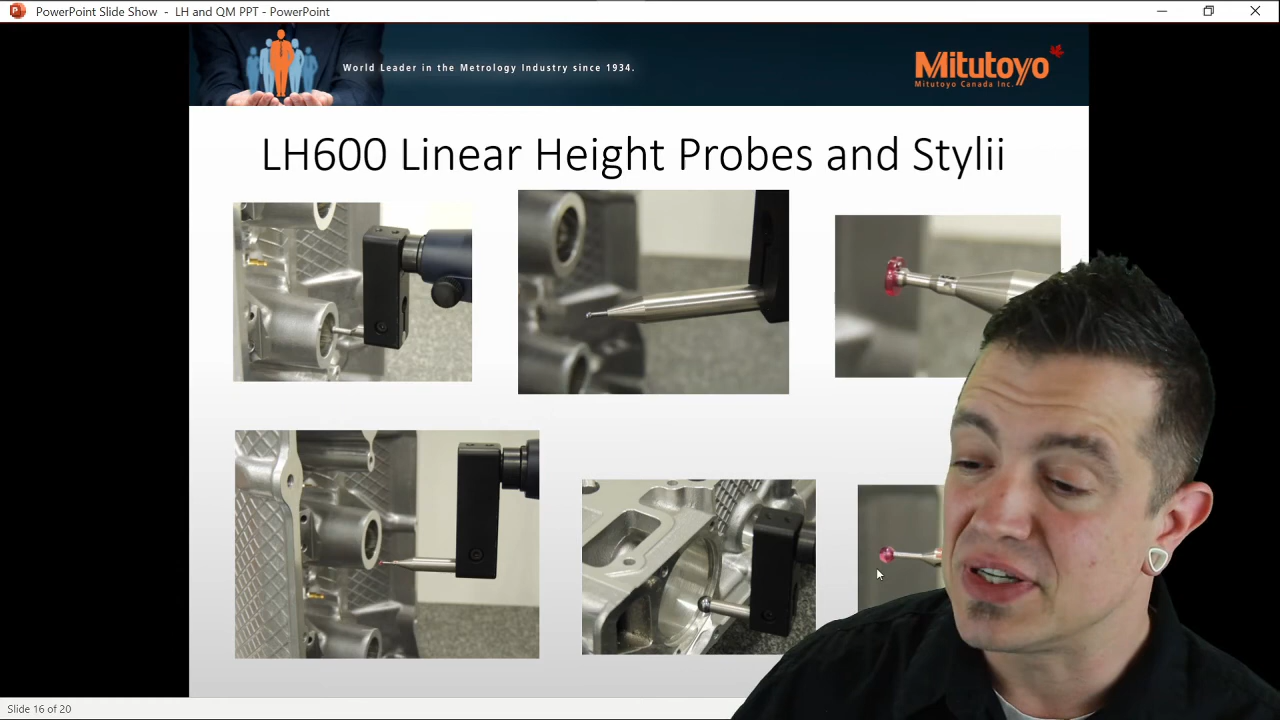 PowerPoint Slide Show - LH and QM PPT - PowerPoint
World Leader in the Metrology Industry since 1934.
Mitutoyo
Mitutoyo Canada Inc.
LH600 Linear Height Probes and Stylii
Slide 16 of 20